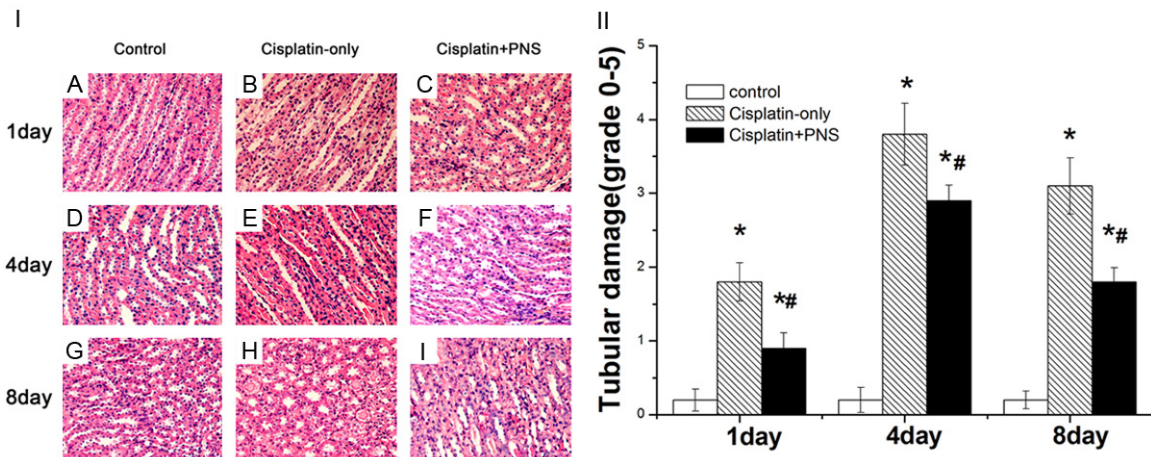 I
Control
Cisplatin-only
Cisplatin+PNS
1day
A
B
C
4day
D
E
F
8day
G
H
I
II
Tubular damage(grade 0-5)
5
4
3
2
1
0
control
Cisplatin-only
Cisplatin+PNS
*
*#
*
*#
*
*#
1day
4day
8day